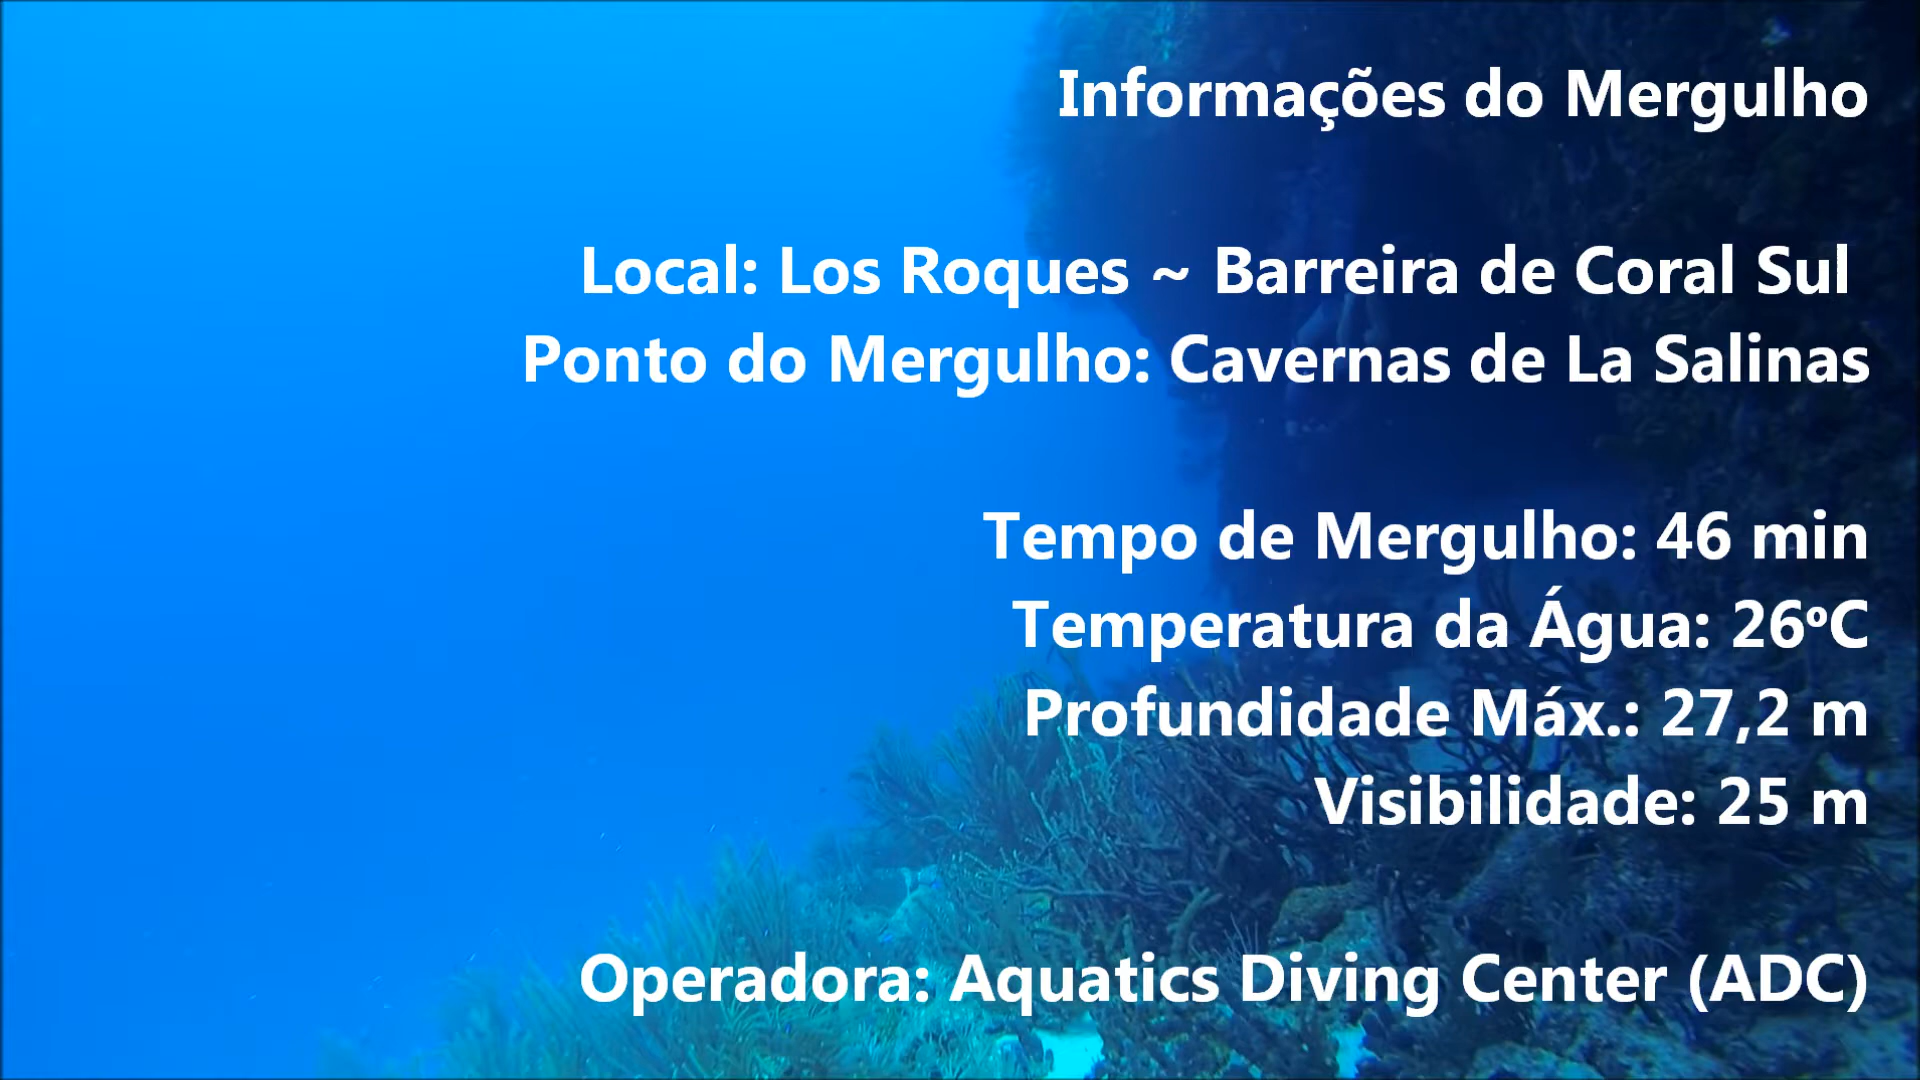 Informações do Mergulho
Local: Los Roques ~ Barreira de Coral Sul
Ponto do Mergulho: Cavernas de La Salinas
Tempo de Mergulho: 46 min
Temperatura da Água: 26ºC
Profundidade Máx.: 27,2 m
Visibilidade: 25 m
Operadora: Aquatics Diving Center (ADC)